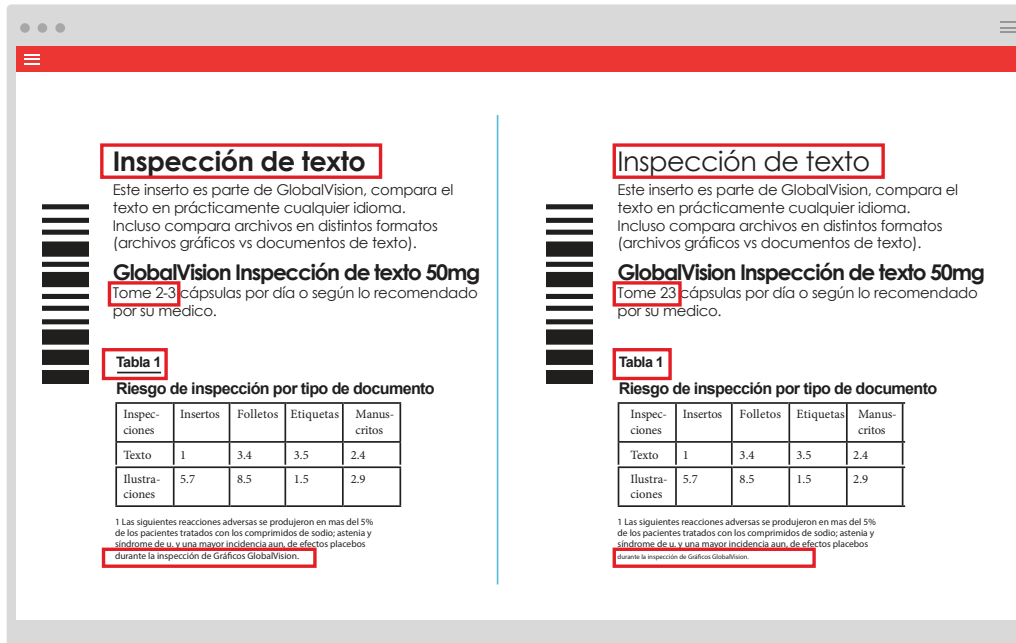 Inspección de texto
Este inserto es parte de GlobalVision, compara el
texto en prácticamente cualquier idioma.
Incluso compara archivos en distintos formatos
(archivos gráficos vs documentos de texto).
GlobalVision Inspección de texto 50mg
Tome 2-3 cápsulas por día o según lo recomendado
por su médico.
Tabla 1
Riesgo de inspección por tipo de documento
Inspec- Insertos Folletos Etiquetas Manus-
ciones critos
Texto 1 3.4 3.5 2.4
Ilustra- 5.7 8.5 1.5 2.9
ciones
1 Las siguientes reacciones adversas se produjeron en mas del 5%
de los pacientes tratados con los comprimidos de sodio; astenia y
síndrome de u. y una mayor incidencia aun, de efectos placebos
durante la inspección de Gráficos GlobalVision.
Inspección de texto
Este inserto es parte de GlobalVision, compara el
texto en prácticamente cualquier idioma.
Incluso compara archivos en distintos formatos
(archivos gráficos vs documentos de texto).
GlobalVision Inspección de texto 50mg
Tome 23 cápsulas por día o según lo recomendado
por su médico.
Tabla 1
Riesgo de inspección por tipo de documento
Inspec- Insertos Folletos Etiquetas Manus-
ciones critos
Texto 1 3.4 3.5 2.4
Ilustra- 5.7 8.5 1.5 2.9
ciones
1 Las siguientes reacciones adversas se produjeron en mas del 5%
de los pacientes tratados con los comprimidos de sodio; astenia y
síndrome de u. y una mayor incidencia aun, de efectos placebos
durante la inspección de Gráficos GlobalVision.